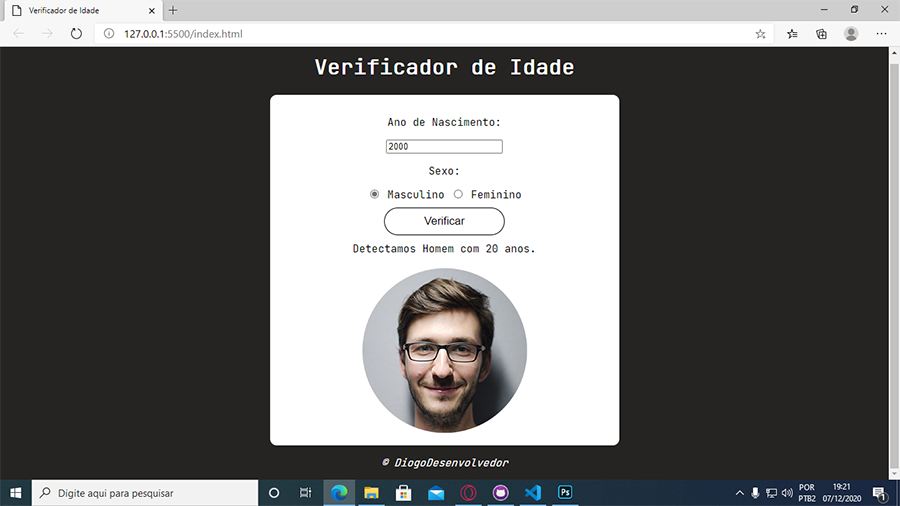 Verificador de Idade
127.0.0.1:5500/index.html
Verificador de Idade
Ano de Nascimento:
2000
Sexo:
Masculino Feminino
Verificar
Detectamos Homem com 20 anos.
© DiogoDesenvolvedor
Digite aqui para pesquisar
Ps
POR
PTB2
19:21
07/12/2020
1